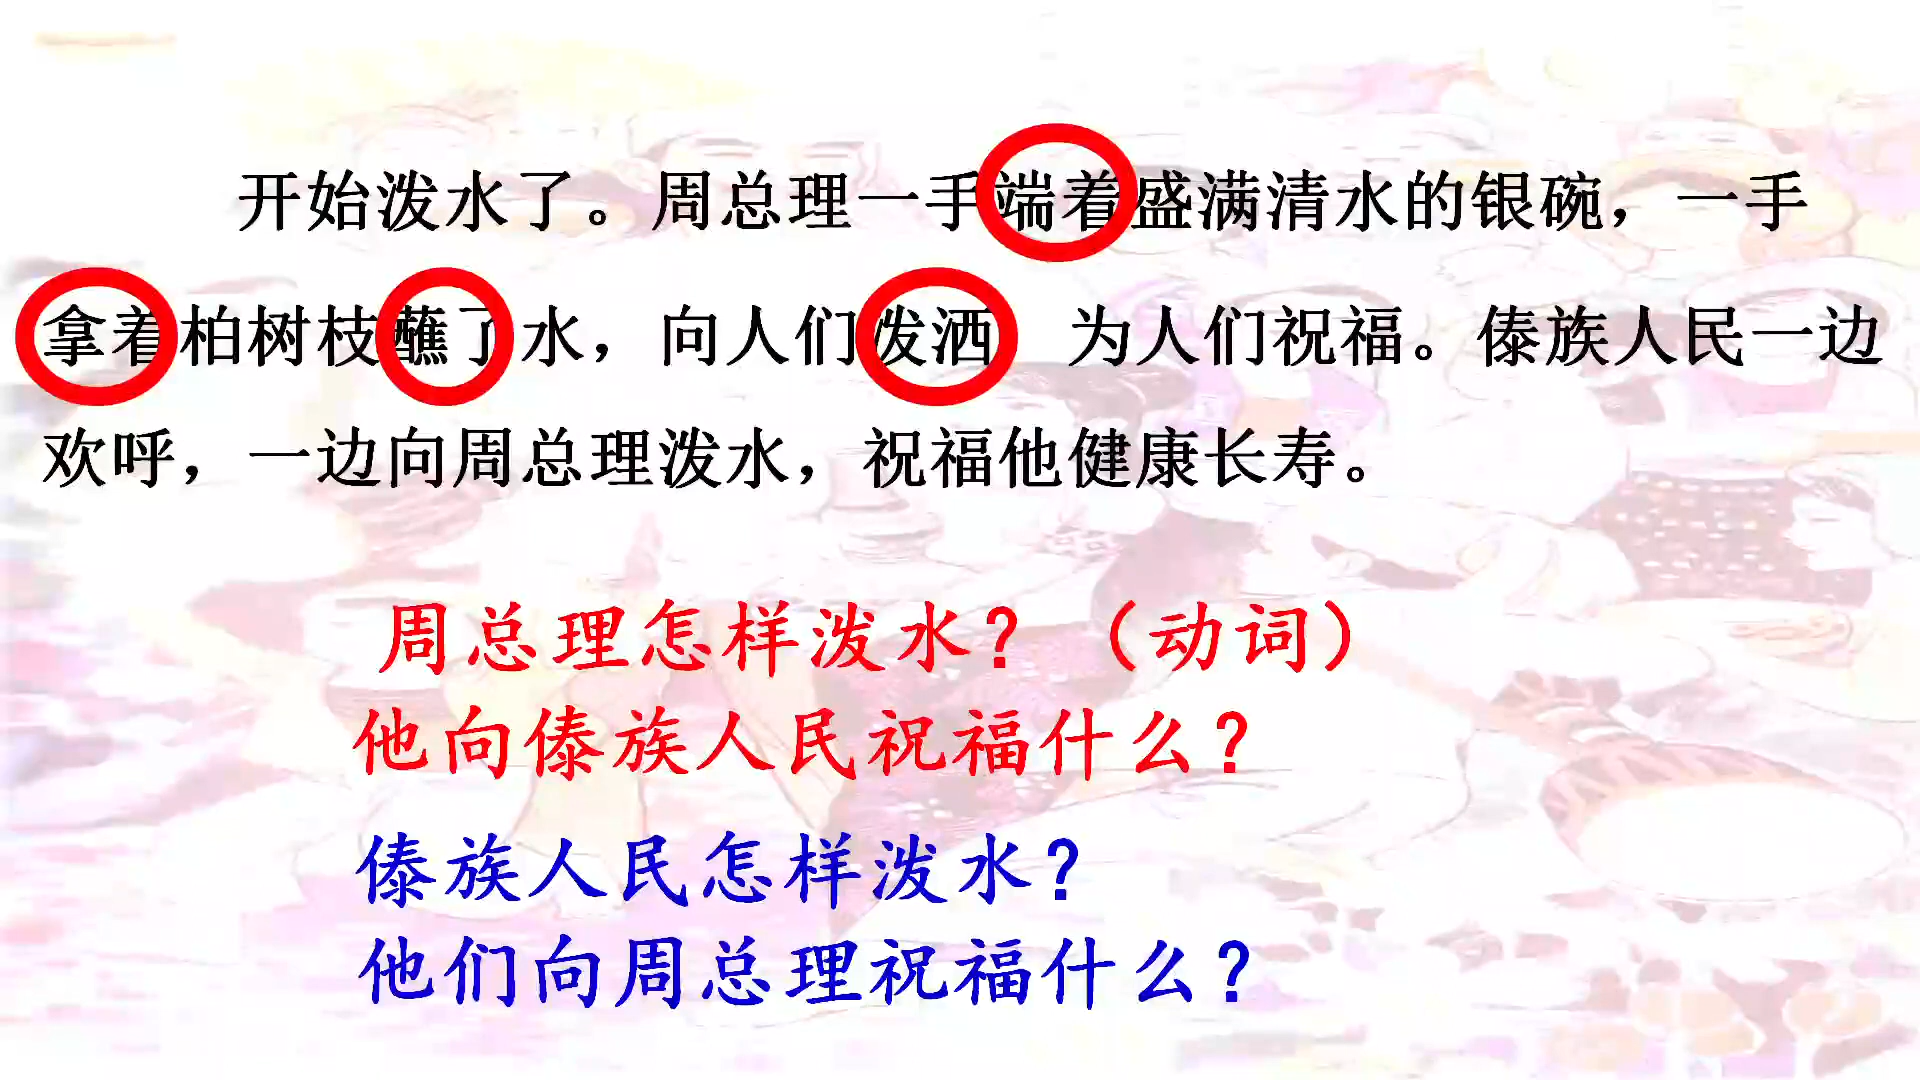 开始泼水了。周总理一手端着盛满清水的银碗，一手
拿着柏树枝蘸了水，向人们泼洒 为人们祝福。傣族人民一边
欢呼，一边向周总理泼水，祝福他健康长寿。
周总理怎样泼水？（动词）
他向傣族人民祝福什么？
傣族人民怎样泼水？
他们向周总理祝福什么？